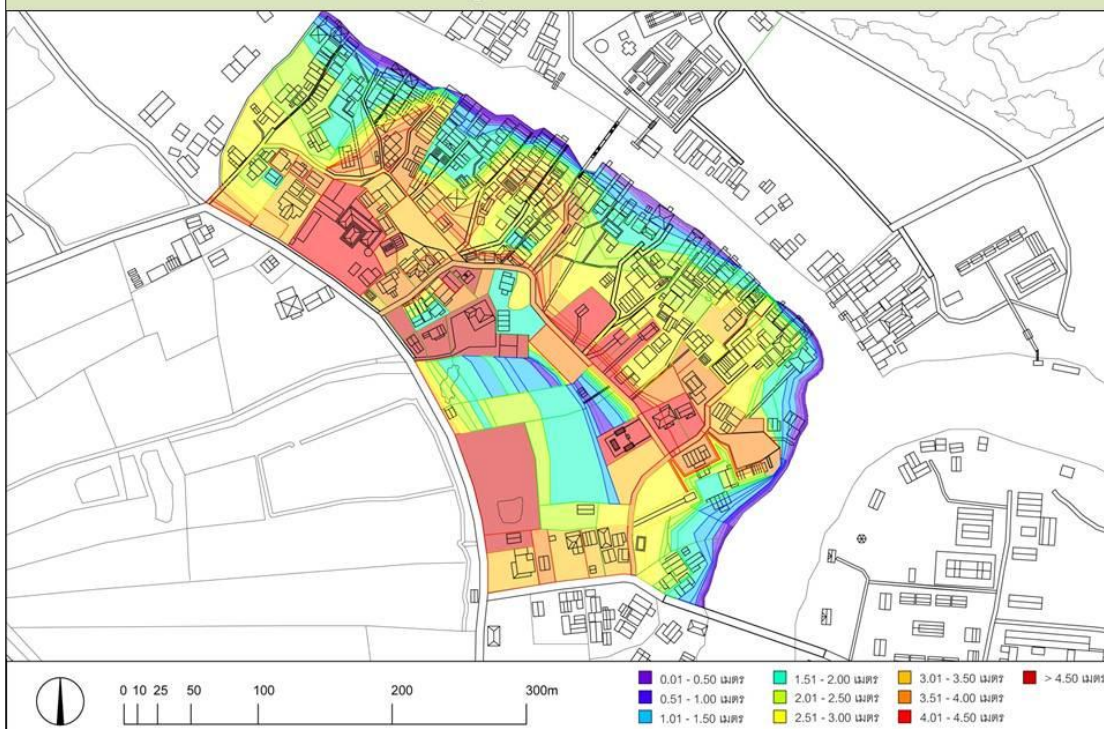 0 10 25 50 100 200 300m
0.01 - 0.50 เมตร
0.51 - 1.00 เมตร
1.01 - 1.50 เมตร
1.51 - 2.00 เมตร
2.01 - 2.50 เมตร
2.51 - 3.00 เมตร
3.01 - 3.50 เมตร
3.51 - 4.00 เมตร
4.01 - 4.50 เมตร
> 4.50 เมตร